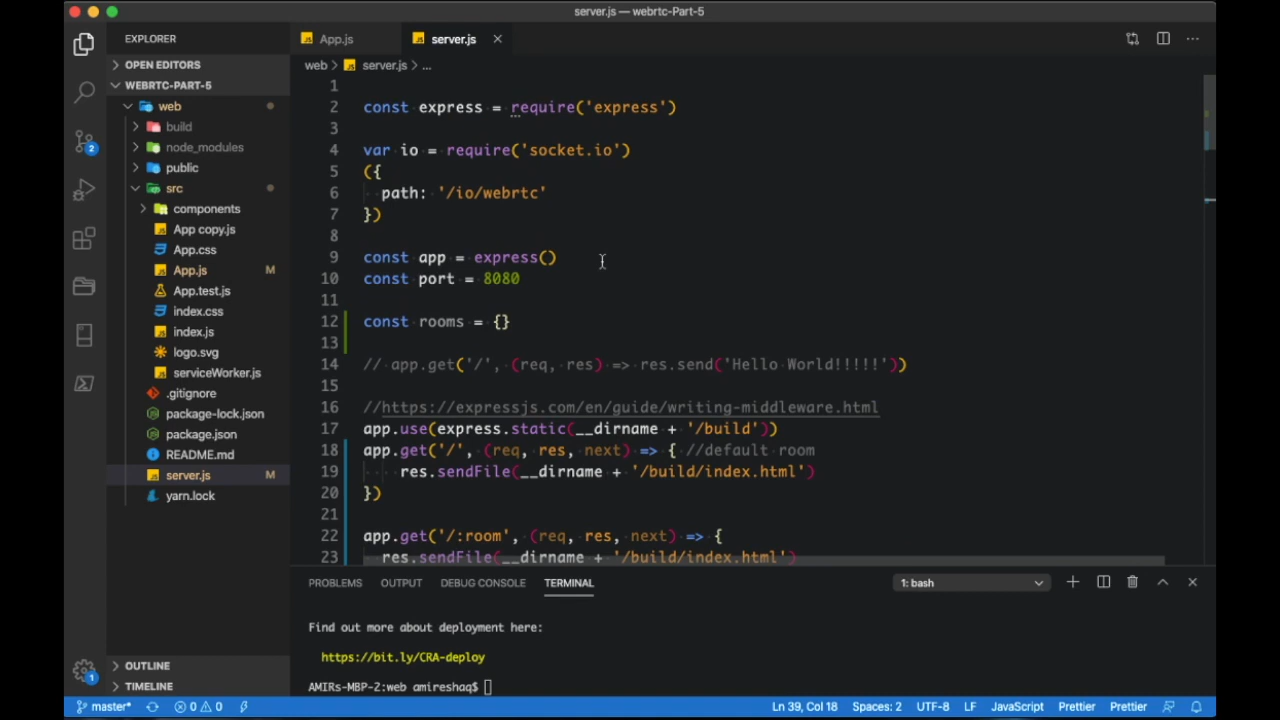 server.js — webrtc-Part-5
EXPLORER
App.js
server.js
OPEN EDITORS
web > server.js > ...
WEBRTC-PART-5
web
build
node_modules
public
src
components
App copy.js
App.css
App.js M
App.test.js
index.css
index.js
logo.svg
serviceWorker.js
.gitignore
package-lock.json
package.json
README.md
server.js M
yarn.lock
OUTLINE
TIMELINE
1
2 const express = require('express')
3
4 var io = require('socket.io')
5 ({
6 path: '/io/webrtc'
7 })
8
9 const app = express()
10 const port = 8080
11
12 const rooms = {}
13
14 // app.get('/', (req, res) => res.send('Hello World!!!!!'))
15
16 //https://expressjs.com/en/guide/writing-middleware.html
17 app.use(express.static(__dirname + '/build'))
18 app.get('/', (req, res, next) => { //default room
19 res.sendFile(__dirname + '/build/index.html')
20 })
21
22 app.get('/:room', (req, res, next) => {
23 res.sendFile(__dirname + '/build/index.html')
PROBLEMS OUTPUT DEBUG CONSOLE TERMINAL
1: bash
Find out more about deployment here:
https://bit.ly/CRA-deploy
AMIRs-MBP-2:web amireshaq$
2
1
master* 0 0 Ln 39, Col 18 Spaces: 2 UTF-8 LF JavaScript Prettier Prettier